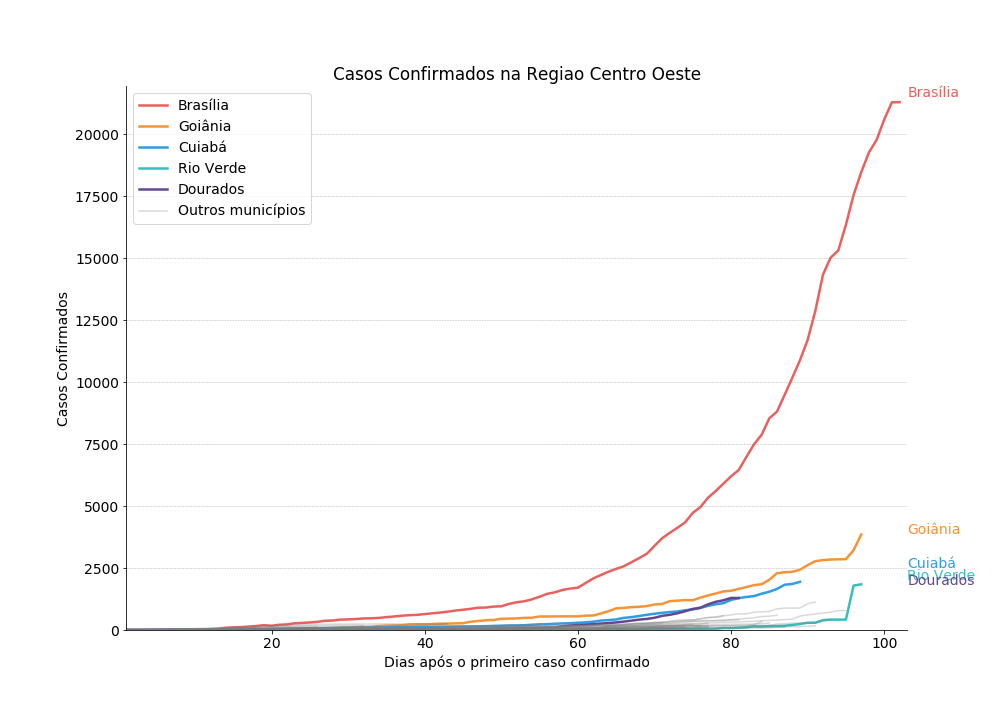 Casos Confirmados na Regiao Centro Oeste
Brasília
Goiânia
Cuiabá
Rio Verde
Dourados
Outros municípios
Casos Confirmados
20000
17500
15000
12500
10000
7500
5000
2500
0
20
40
60
80
100
Dias após o primeiro caso confirmado
Brasília
Goiânia
Cuiabá
Rio Verde
Dourados